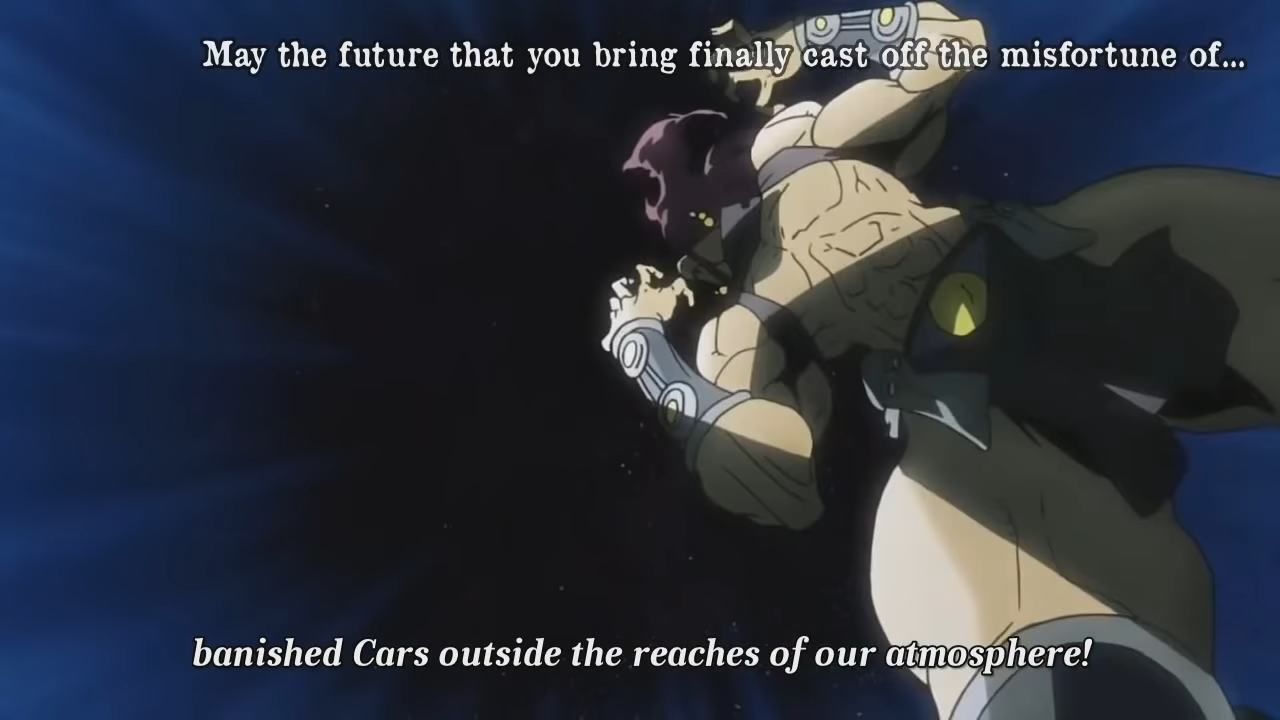 May the future that you bring finally cast off the misfortune of...
banished Cars outside the reaches of our atmosphere!